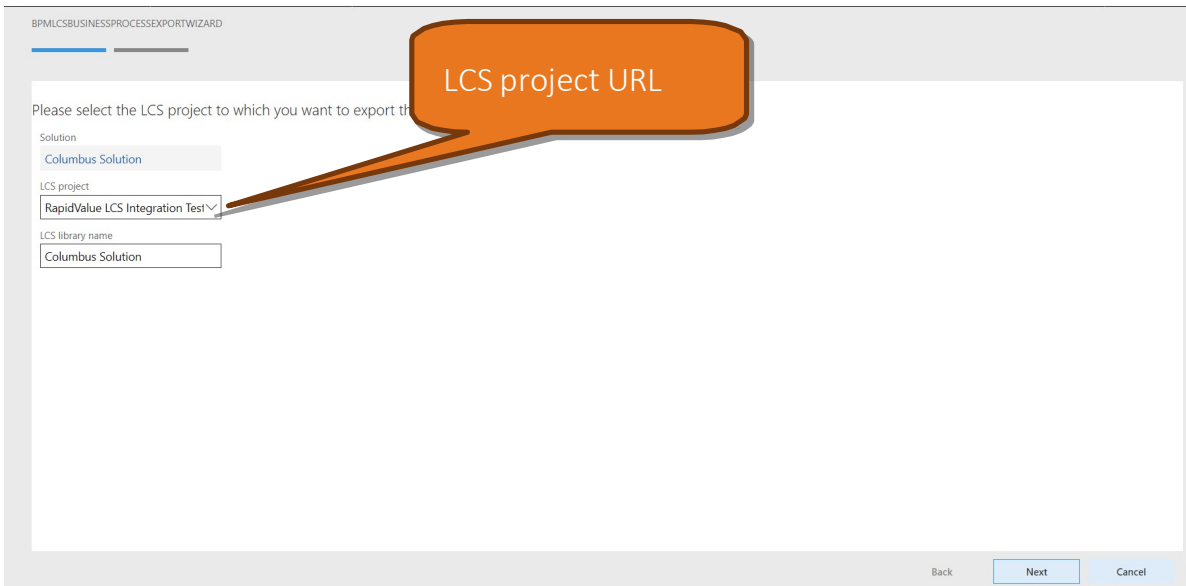 BPMLCSBUSINESSPROCESSEXPORTWIZARD
LCS project URL
Please select the LCS project to which you want to export th
Solution
Columbus Solution
LCS project
RapidValue LCS Integration Test
LCS library name
Columbus Solution
Back
Next
Cancel